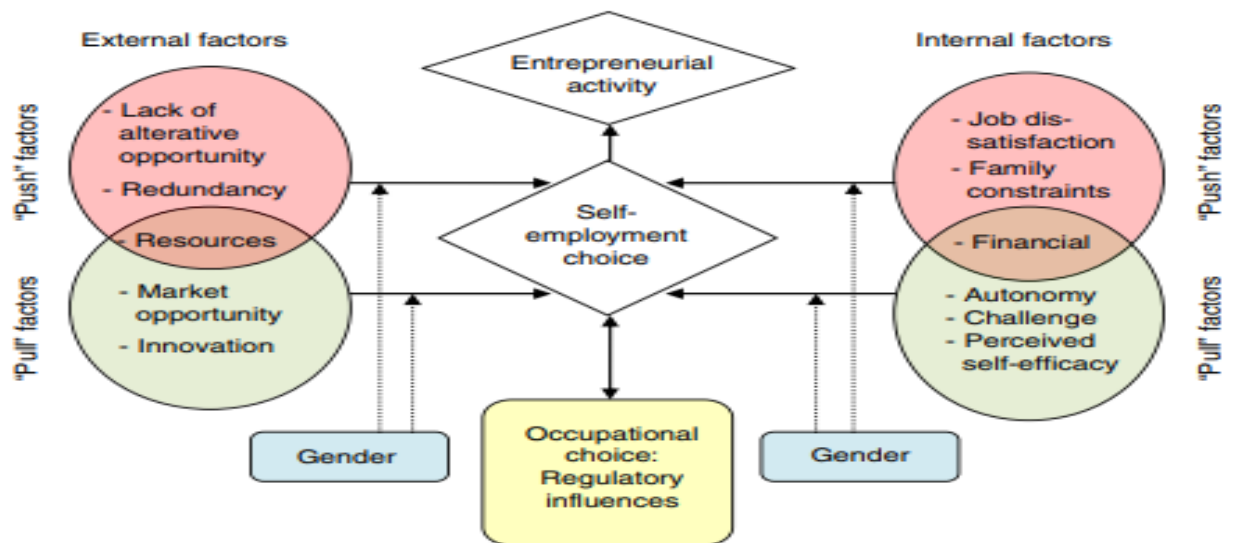 External factors
Entrepreneurial
activity
Internal factors
"Push" factors
- Lack of
alterative
opportunity
- Redundancy
- Resources
"Pull" factors
- Market
opportunity
- Innovation
Self-
employment
choice
- Job dis-
satisfaction
- Family
constraints
- Financial
"Push" factors
- Autonomy
- Challenge
- Perceived
self-efficacy
"Pull" factors
Gender
Occupational
choice:
Regulatory
influences
Gender